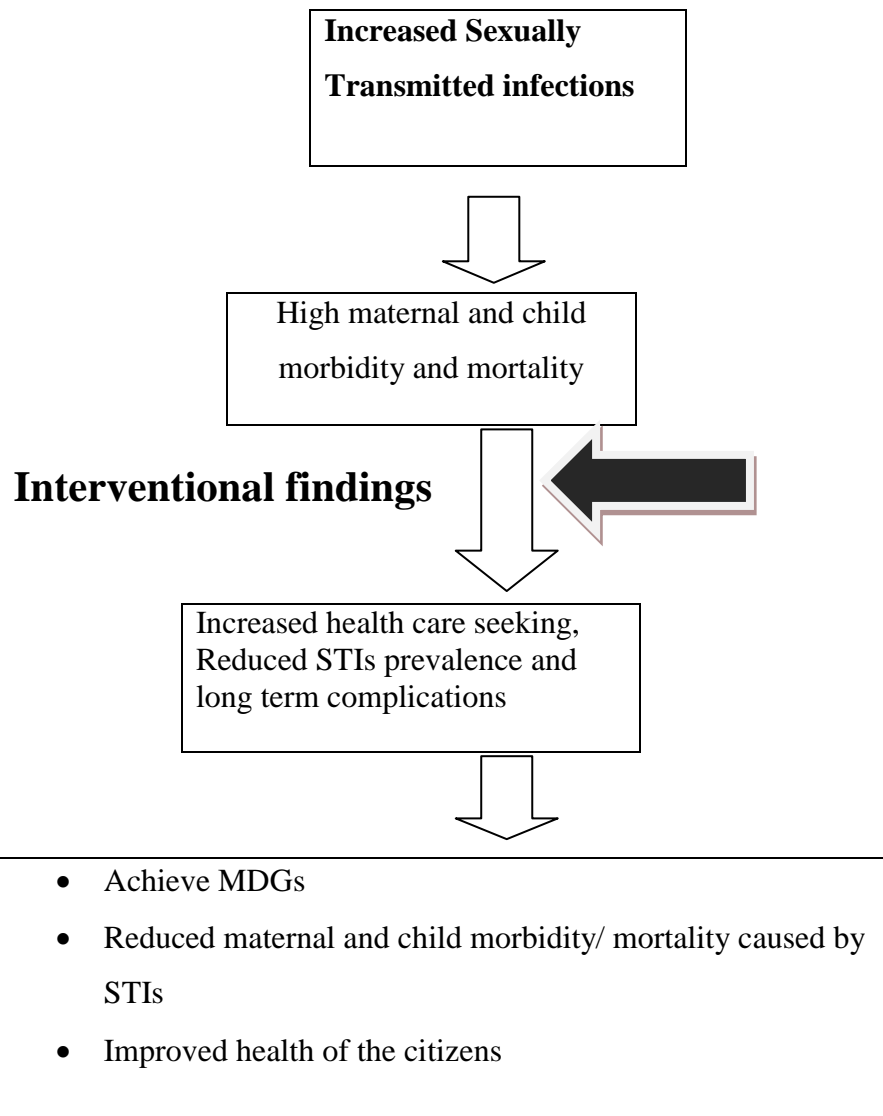 Increased Sexually
Transmitted infections
High maternal and child
morbidity and mortality
Interventional findings
Increased health care seeking,
Reduced STIs prevalence and
long term complications
• Achieve MDGs
• Reduced maternal and child morbidity/ mortality caused by
STIs
• Improved health of the citizens